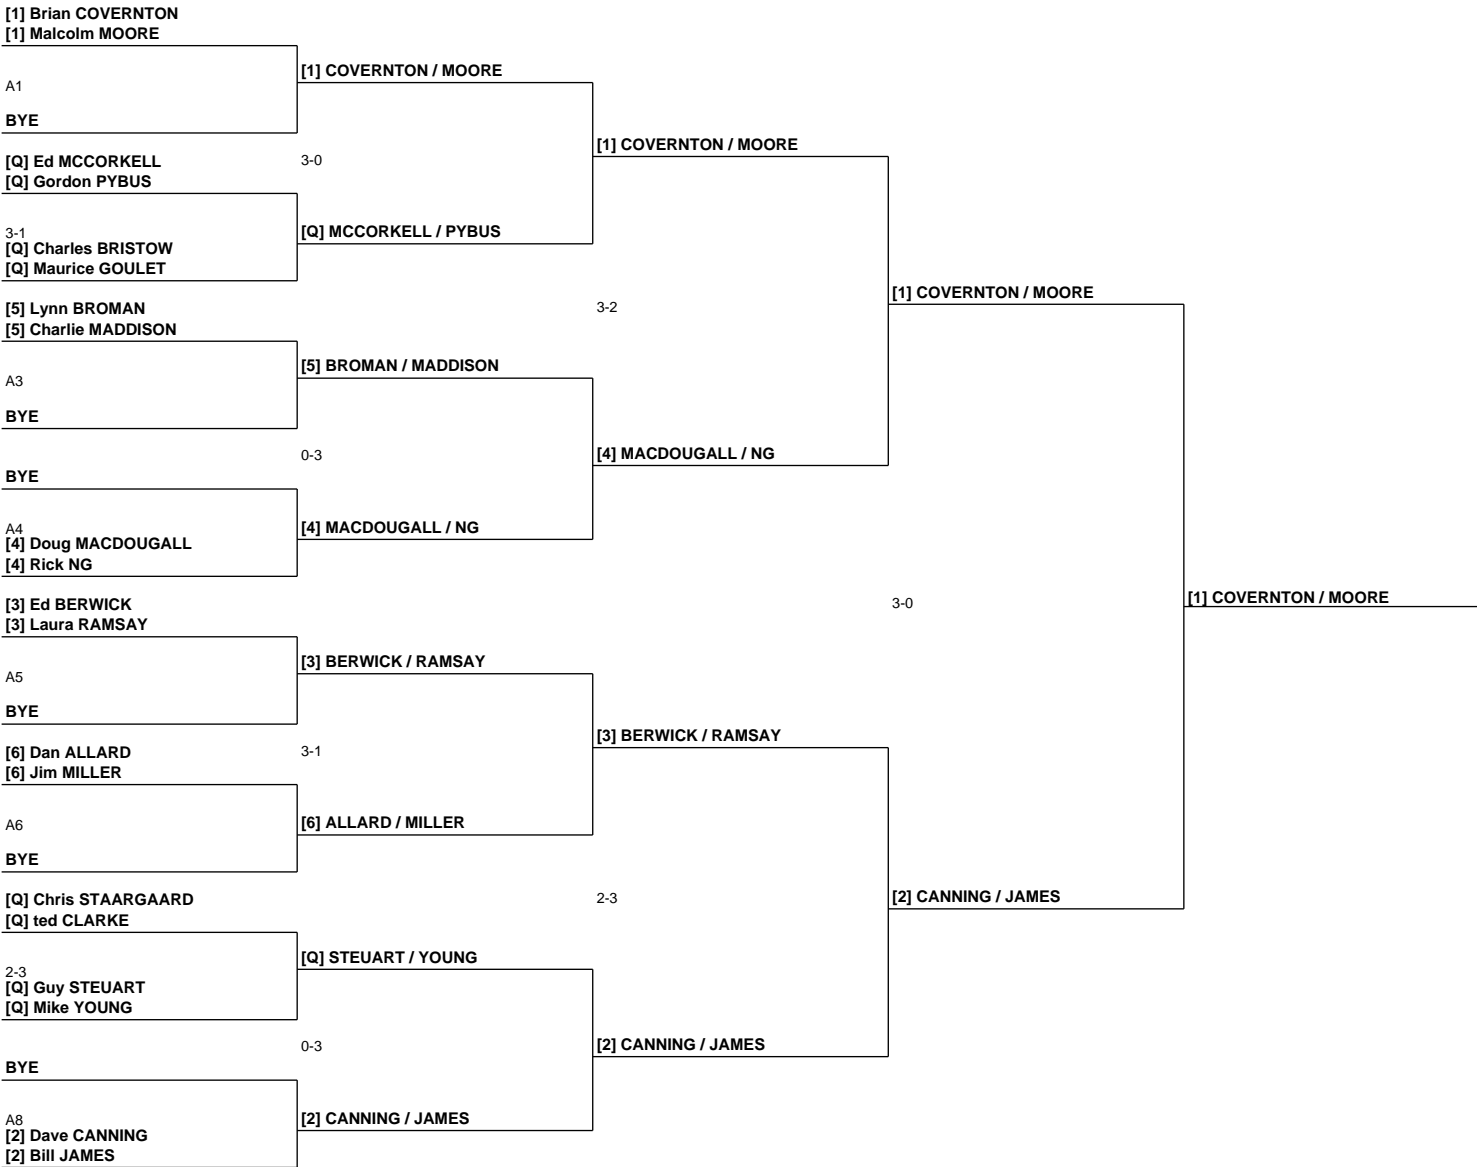 [1] Brian COVERNTON
[1] Malcolm MOORE
[1] COVERNTON / MOORE
A1
BYE
[1] COVERNTON / MOORE
[Q] Ed MCCORKELL
3-0
[Q] Gordon PYBUS
3-1
[Q] MCCORKELL / PYBUS
[Q] Charles BRISTOW
[Q] Maurice GOULET
[1] COVERNTON / MOORE
[5] Lynn BROMAN
3-2
[5] Charlie MADDISON
[5] BROMAN / MADDISON
A3
BYE
0-3
[4] MACDOUGALL / NG
BYE
A4
[4] MACDOUGALL / NG
[4] Doug MACDOUGALL
[4] Rick NG
[1] COVERNTON / MOORE
[3] Ed BERWICK
3-0
[3] Laura RAMSAY
[3] BERWICK / RAMSAY
A5
BYE
[3] BERWICK / RAMSAY
[6] Dan ALLARD
3-1
[6] Jim MILLER
A6
[6] ALLARD / MILLER
BYE
[Q] Chris STAARGAARD
2-3
[2] CANNING / JAMES
[Q] ted CLARKE
[Q] STEUART / YOUNG
2-3
[Q] Guy STEUART
[Q] Mike YOUNG
0-3
[2] CANNING / JAMES
BYE
A8
[2] CANNING / JAMES
[2] Dave CANNING
[2] Bill JAMES